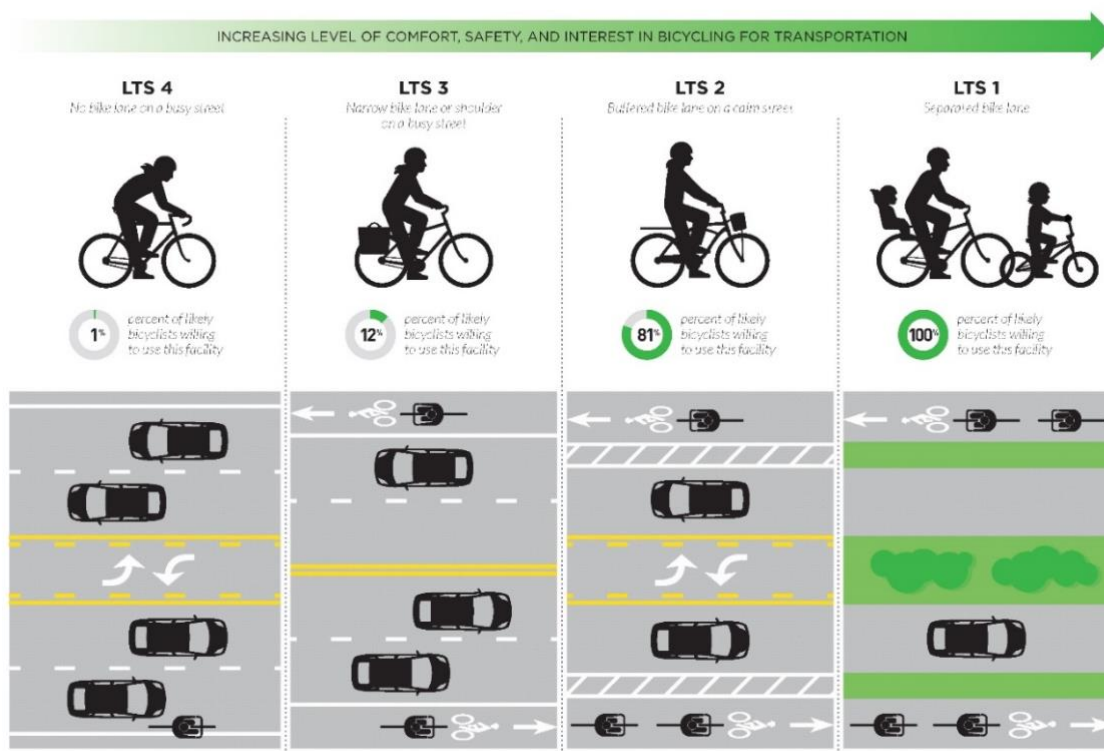 INCREASING LEVEL OF COMFORT, SAFETY, AND INTEREST IN BICYCLING FOR TRANSPORTATION
LTS 4
No bike lane on a busy street
1%
percent of likely
bicyclists willing
to use this facility
LTS 3
Narrow bike lane or shoulder
on a busy street
12%
percent of likely
bicyclists willing
to use this facility
LTS 2
Buffered bike lane on a calm street
81%
percent of likely
bicyclists willing
to use this facility
LTS 1
Separated bike lane
100%
percent of likely
bicyclists willing
to use this facility